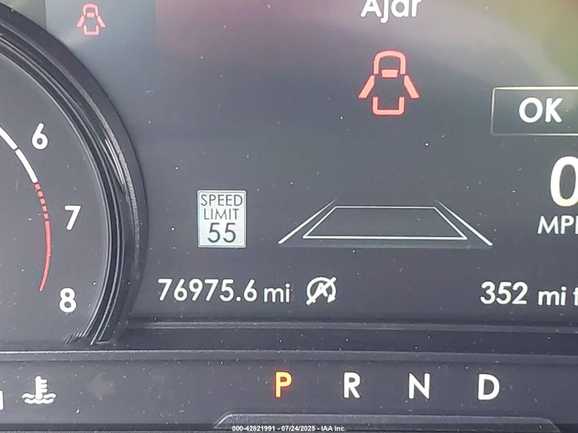 Ajar
OK
6
SPEED
LIMIT
55
7
0
MPH
8
76975.6 mi
352 mi
P R N D
000-42821991 - 07/24/2025 - IAA Inc.